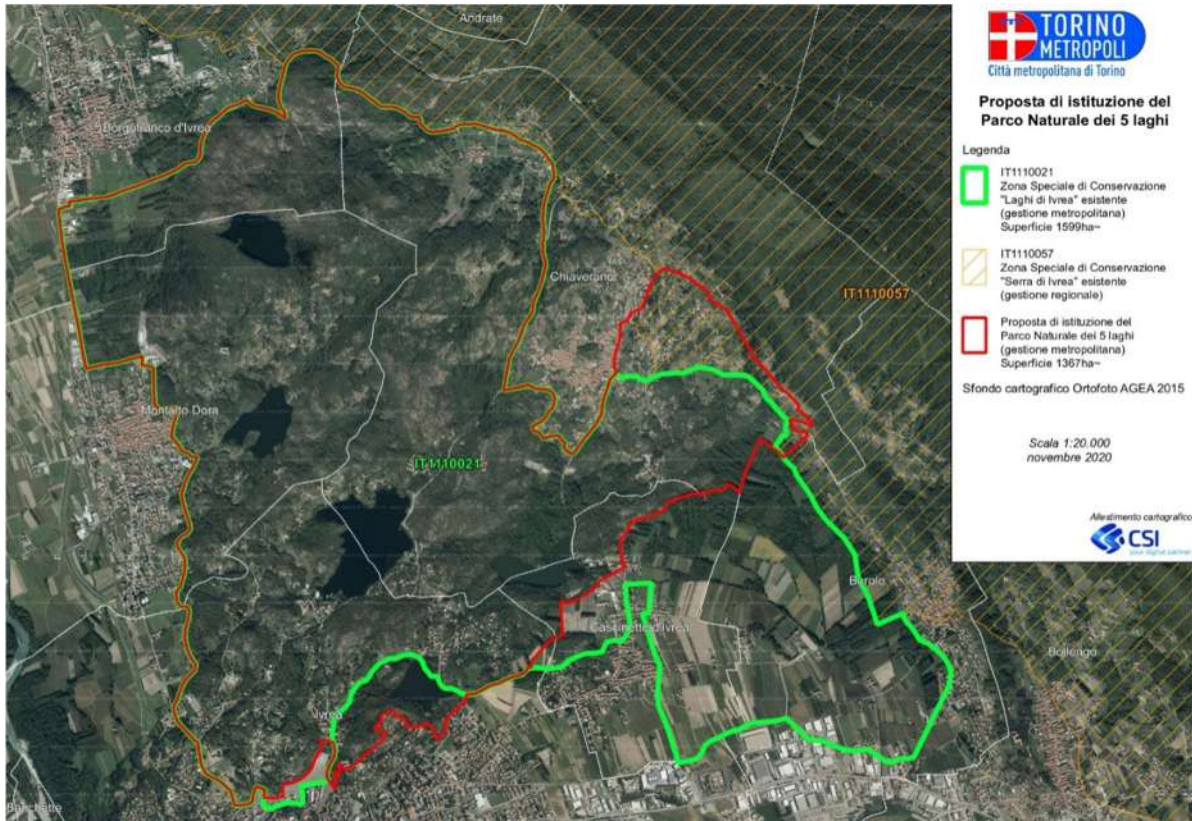 Andrate
Borgofranco d'Ivrea
Chiaverano
IT1110057
Montalto Dora
IT1110021
Burolo
Cascinette d'Ivrea
Bollengo
Ivrea
Banchette
TORINO
METROPOLI
Città metropolitana di Torino
Proposta di istituzione del
Parco Naturale dei 5 laghi
Legenda
IT1110021
Zona Speciale di Conservazione
"Laghi di Ivrea" esistente
(gestione metropolitana)
Superficie 1599ha~
IT1110057
Zona Speciale di Conservazione
"Serra di Ivrea" esistente
(gestione regionale)
Proposta di istituzione del
Parco Naturale dei 5 laghi
(gestione metropolitana)
Superficie 1367ha~
Sfondo cartografico Ortofoto AGEA 2015
Scala 1:20.000
novembre 2020
Allestimento cartografico
CSI
your digital partner